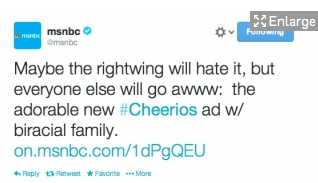 Enlarge
msnbc
msnbc
@msnbc
Following
Maybe the rightwing will hate it, but
everyone else will go awww: the
adorable new #Cheerios ad w/
biracial family.
on.msnbc.com/1dPgQEU
Reply Retweet Favorite More